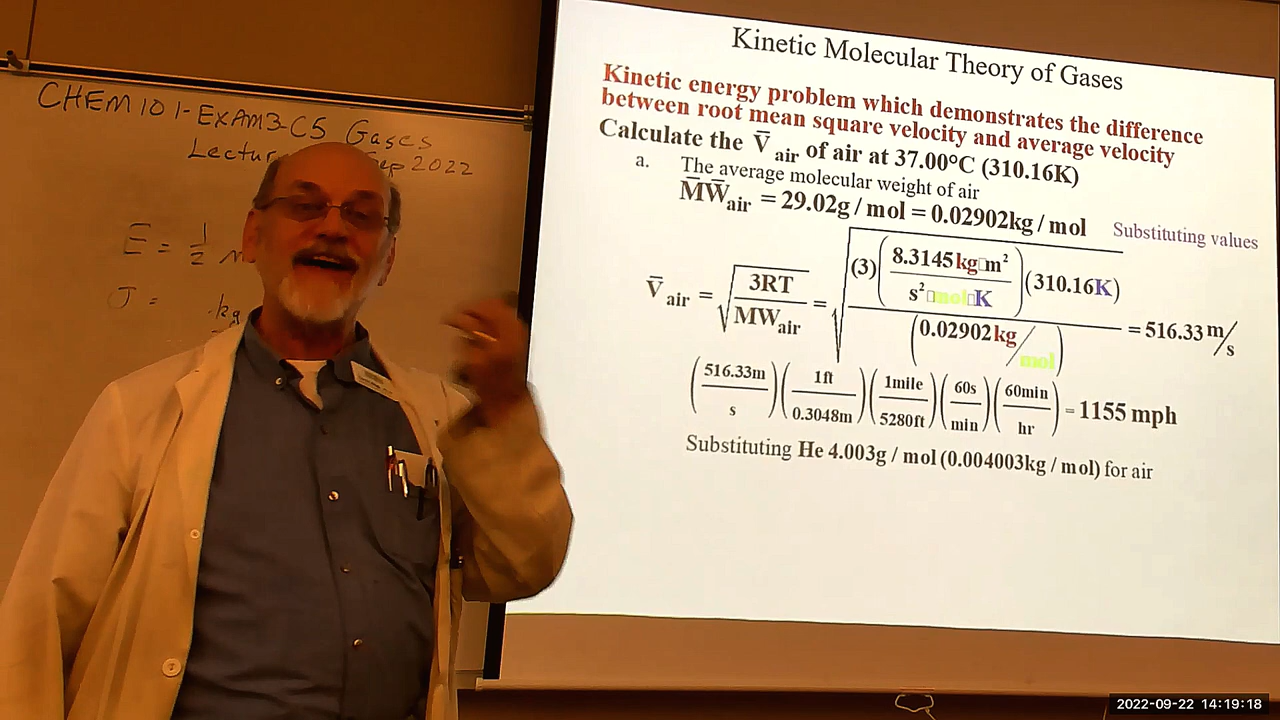 CHEM 101-EXAM3-C5 Gases
Lectur
Sep 2022
E = 1/2 m
J = kg
Kinetic Molecular Theory of Gases
Kinetic energy problem which demonstrates the difference
between root mean square velocity and average velocity
Calculate the V̅ air of air at 37.00°C (310.16K)
a. The average molecular weight of air
M̅W̅air = 29.02g / mol = 0.02902kg / mol
Substituting values
V̅ air = √(3RT / MWair) = √((3)(8.3145 kg□m² / s²□mol□K)(310.16K) / (0.02902 kg/mol)) = 516.33 m/s
(516.33m / s)(1ft / 0.3048m)(1mile / 5280ft)(60s / min)(60min / hr) = 1155 mph
Substituting He 4.003g / mol (0.004003kg / mol) for air
2022-09-22 14:19:18